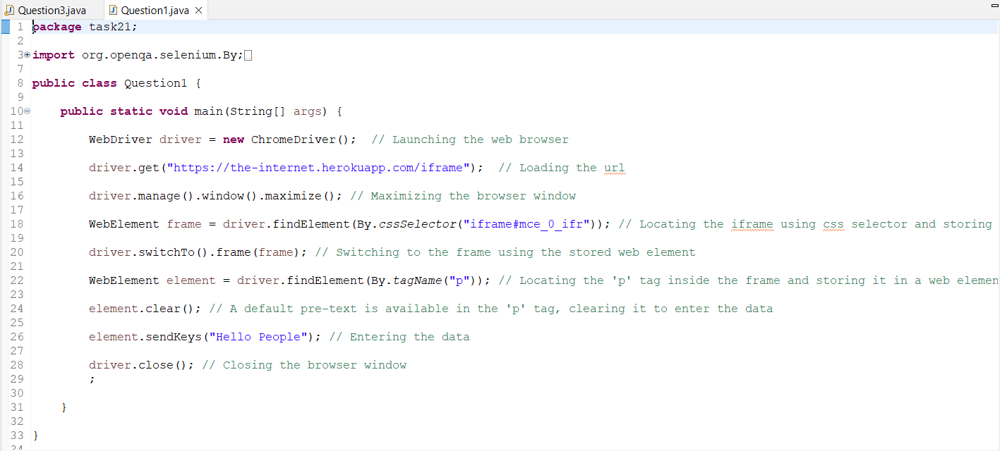 Question3.java Question1.java
1 package task21;
2
3 import org.openqa.selenium.By;
7
8 public class Question1 {
9
10 public static void main(String[] args) {
11
12 WebDriver driver = new ChromeDriver(); // Launching the web browser
13
14 driver.get("https://the-internet.herokuapp.com/iframe"); // Loading the url
15
16 driver.manage().window().maximize(); // Maximizing the browser window
17
18 WebElement frame = driver.findElement(By.cssSelector("iframe#mce_0_ifr")); // Locating the iframe using css selector and storing
19
20 driver.switchTo().frame(frame); // Switching to the frame using the stored web element
21
22 WebElement element = driver.findElement(By.tagName("p")); // Locating the 'p' tag inside the frame and storing it in a web elemen
23
24 element.clear(); // A default pre-text is available in the 'p' tag, clearing it to enter the data
25
26 element.sendKeys("Hello People"); // Entering the data
27
28 driver.close(); // Closing the browser window
29 ;
30
31 }
32
33 }
34